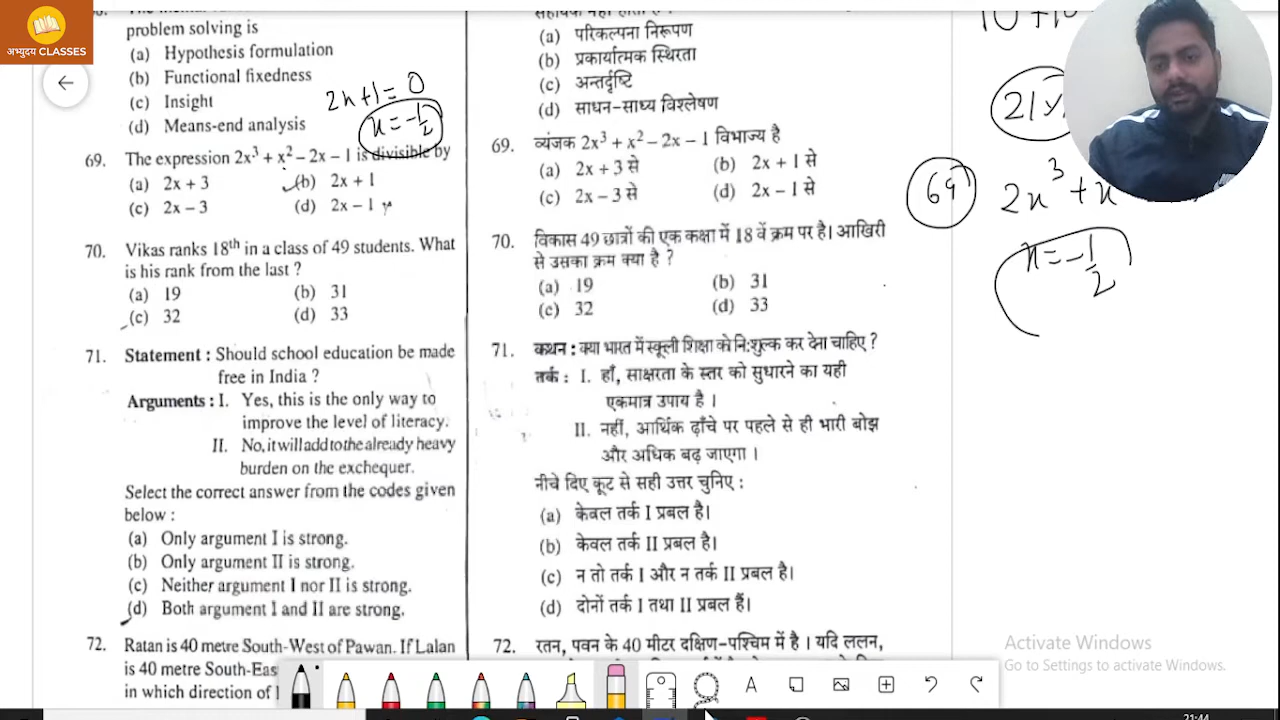 अभ्युदय CLASSES
problem solving is
(a) Hypothesis formulation
(b) Functional fixedness
(c) Insight
(d) Means-end analysis
2x+1=0
x=-1/2
69. The expression 2x³ + x² – 2x – 1 is divisible by
(a) 2x + 3 (b) 2x + 1
(c) 2x – 3 (d) 2x – 1
70. Vikas ranks 18th in a class of 49 students. What
is his rank from the last ?
(a) 19 (b) 31
(c) 32 (d) 33
71. Statement : Should school education be made
free in India ?
Arguments : I. Yes, this is the only way to
improve the level of literacy.
II. No, it will add to the already heavy
burden on the exchequer.
Select the correct answer from the codes given
below :
(a) Only argument I is strong.
(b) Only argument II is strong.
(c) Neither argument I nor II is strong.
(d) Both argument I and II are strong.
72. Ratan is 40 metre South-West of Pawan. If Lalan
is 40 metre South-Eas
in which direction of
(a) परिकल्पना निरूपण
(b) प्रकार्यात्मक स्थिरता
(c) अन्तर्दृष्टि
(d) साधन-साध्य विश्लेषण
69. व्यंजक 2x³ + x² – 2x – 1 विभाज्य है
(a) 2x + 3 से (b) 2x + 1 से
(c) 2x – 3 से (d) 2x – 1 से
70. विकास 49 छात्रों की एक कक्षा में 18 वें क्रम पर है। आखिरी
से उसका क्रम क्या है ?
(a) 19 (b) 31
(c) 32 (d) 33
71. कथन : क्या भारत में स्कूली शिक्षा को नि:शुल्क कर देना चाहिए ?
तर्क : I. हाँ, साक्षरता के स्तर को सुधारने का यही
एकमात्र उपाय है ।
II. नहीं, आर्थिक ढाँचे पर पहले से ही भारी बोझ
और अधिक बढ़ जाएगा ।
नीचे दिए कूट से सही उत्तर चुनिए :
(a) केवल तर्क I प्रबल है।
(b) केवल तर्क II प्रबल है।
(c) न तो तर्क I और न तर्क II प्रबल है।
(d) दोनों तर्क I तथा II प्रबल हैं।
72. रतन, पवन के 40 मीटर दक्षिण-पश्चिम में है । यदि ललन,
69
2x³ + x
x=-1/2
Activate Windows
Go to Settings to activate Windows.
21:44